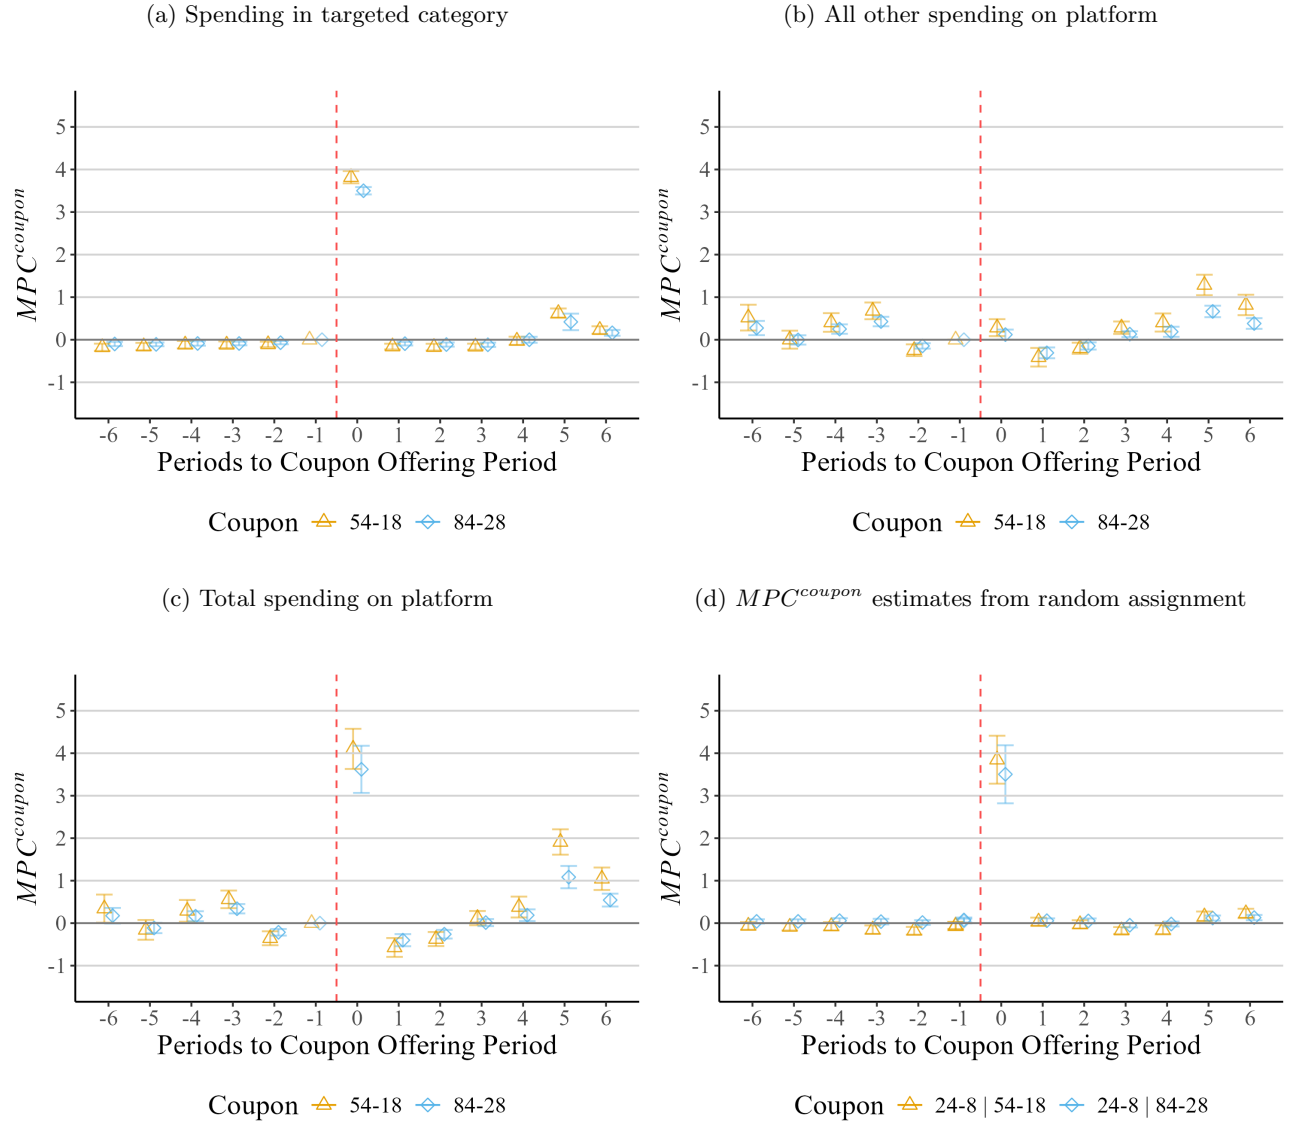 (a) Spending in targeted category
5
4
3
2
1
0
-1
MPC^coupon
-6 -5 -4 -3 -2 -1 0 1 2 3 4 5 6
Periods to Coupon Offering Period
Coupon 54-18 84-28
(b) All other spending on platform
5
4
3
2
1
0
-1
MPC^coupon
-6 -5 -4 -3 -2 -1 0 1 2 3 4 5 6
Periods to Coupon Offering Period
Coupon 54-18 84-28
(c) Total spending on platform
5
4
3
2
1
0
-1
MPC^coupon
-6 -5 -4 -3 -2 -1 0 1 2 3 4 5 6
Periods to Coupon Offering Period
Coupon 54-18 84-28
(d) MPC^coupon estimates from random assignment
5
4
3
2
1
0
-1
MPC^coupon
-6 -5 -4 -3 -2 -1 0 1 2 3 4 5 6
Periods to Coupon Offering Period
Coupon 24-8 | 54-18 24-8 | 84-28